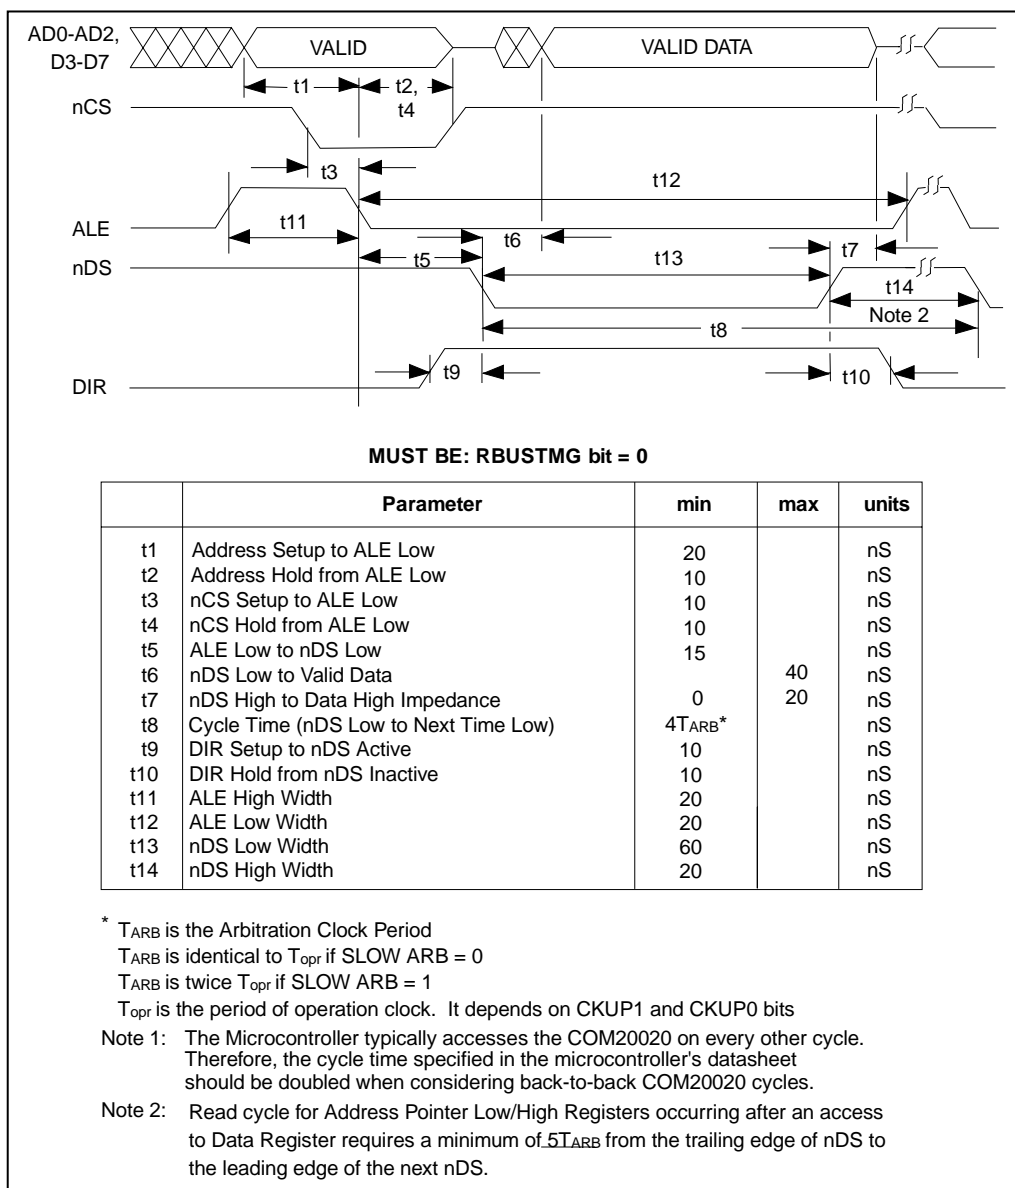 AD0-AD2,
D3-D7
VALID
VALID DATA
t1
t2,
t4
nCS
t3
t12
ALE
t11
t6
t7
nDS
t5
t13
t14
Note 2
t8
DIR
t9
t10
MUST BE: RBUSTMG bit = 0
Parameter min max units
t1 Address Setup to ALE Low 20 nS
t2 Address Hold from ALE Low 10 nS
t3 nCS Setup to ALE Low 10 nS
t4 nCS Hold from ALE Low 10 nS
t5 ALE Low to nDS Low 15 nS
t6 nDS Low to Valid Data 40 nS
t7 nDS High to Data High Impedance 0 20 nS
t8 Cycle Time (nDS Low to Next Time Low) 4TARB* nS
t9 DIR Setup to nDS Active 10 nS
t10 DIR Hold from nDS Inactive 10 nS
t11 ALE High Width 20 nS
t12 ALE Low Width 20 nS
t13 nDS Low Width 60 nS
t14 nDS High Width 20 nS
* TARB is the Arbitration Clock Period
TARB is identical to Topr if SLOW ARB = 0
TARB is twice Topr if SLOW ARB = 1
Topr is the period of operation clock. It depends on CKUP1 and CKUP0 bits
Note 1: The Microcontroller typically accesses the COM20020 on every other cycle.
Therefore, the cycle time specified in the microcontroller's datasheet
should be doubled when considering back-to-back COM20020 cycles.
Note 2: Read cycle for Address Pointer Low/High Registers occurring after an access
to Data Register requires a minimum of 5TARB from the trailing edge of nDS to
the leading edge of the next nDS.